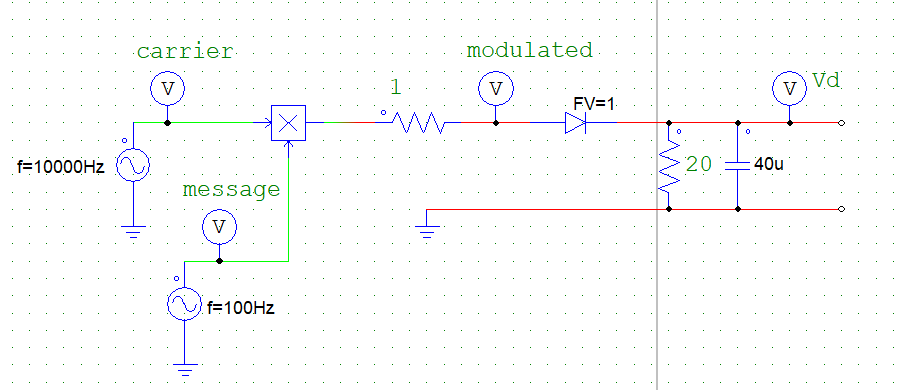 carrier
modulated
V
1
V
FV=1
V
Vd
f=10000Hz
message
20
40u
V
f=100Hz